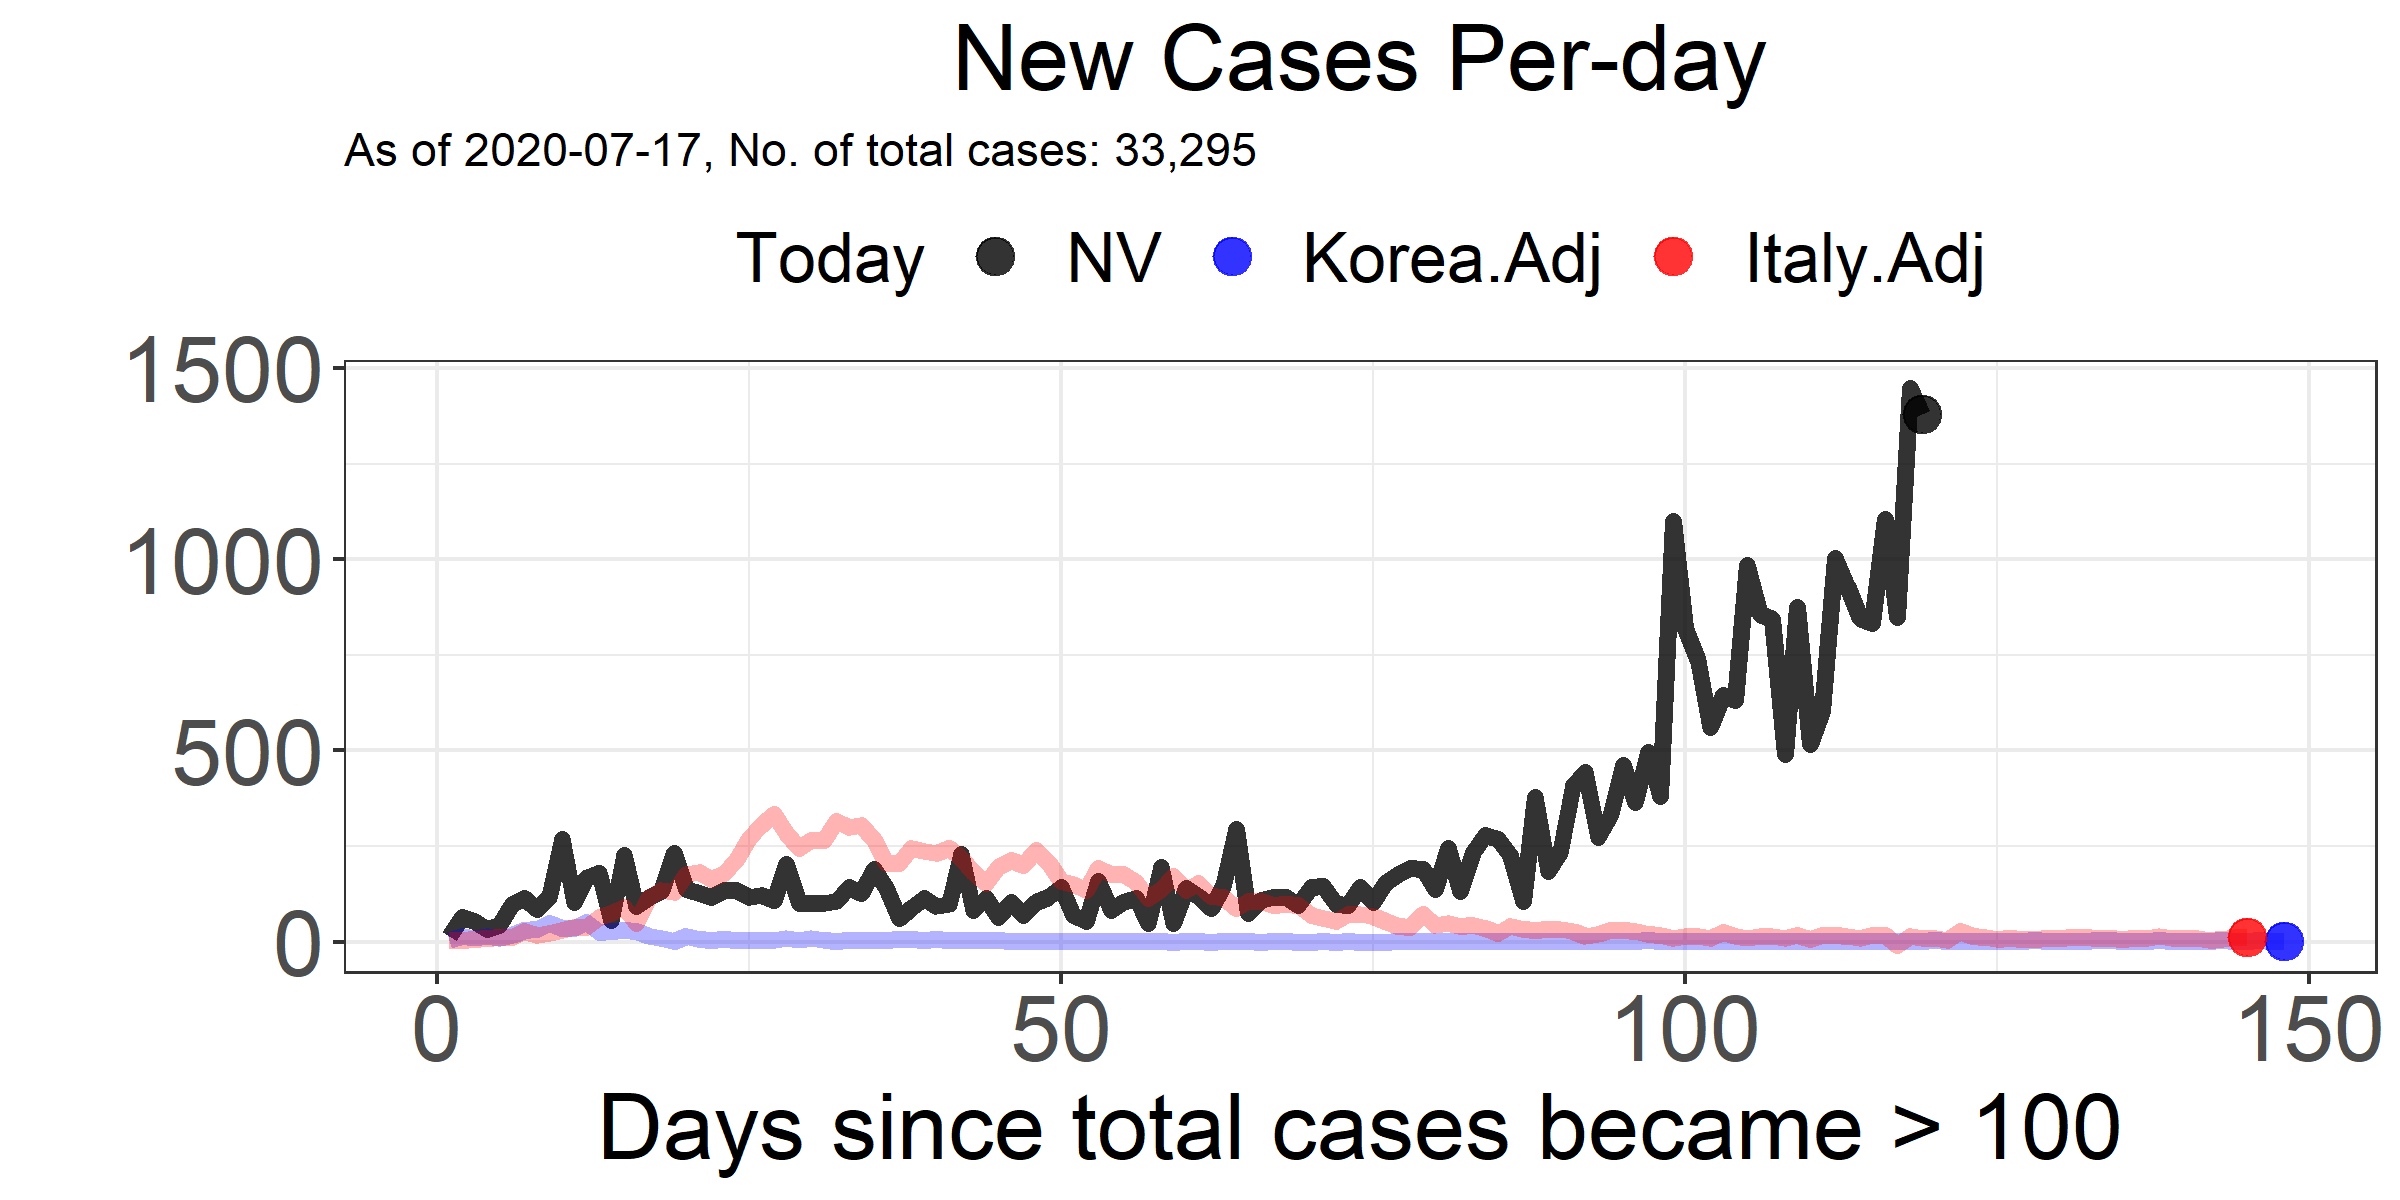 New Cases Per-day
As of 2020-07-17, No. of total cases: 33,295
Today NV Korea.Adj Italy.Adj
1500
1000
500
0
0 50 100 150
Days since total cases became > 100